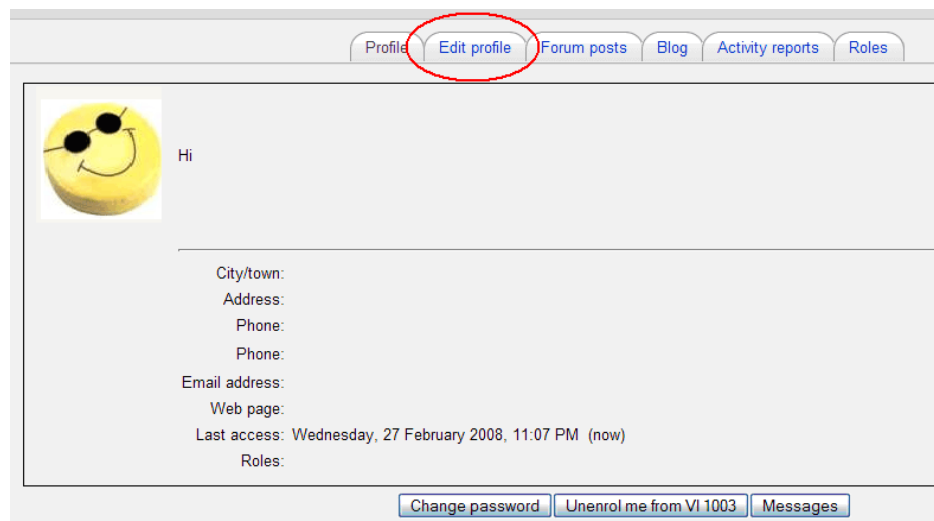 Profile Edit profile Forum posts Blog Activity reports Roles
Hi
City/town:
Address:
Phone:
Phone:
Email address:
Web page:
Last access: Wednesday, 27 February 2008, 11:07 PM (now)
Roles:
Change password Unenrol me from VI 1003 Messages